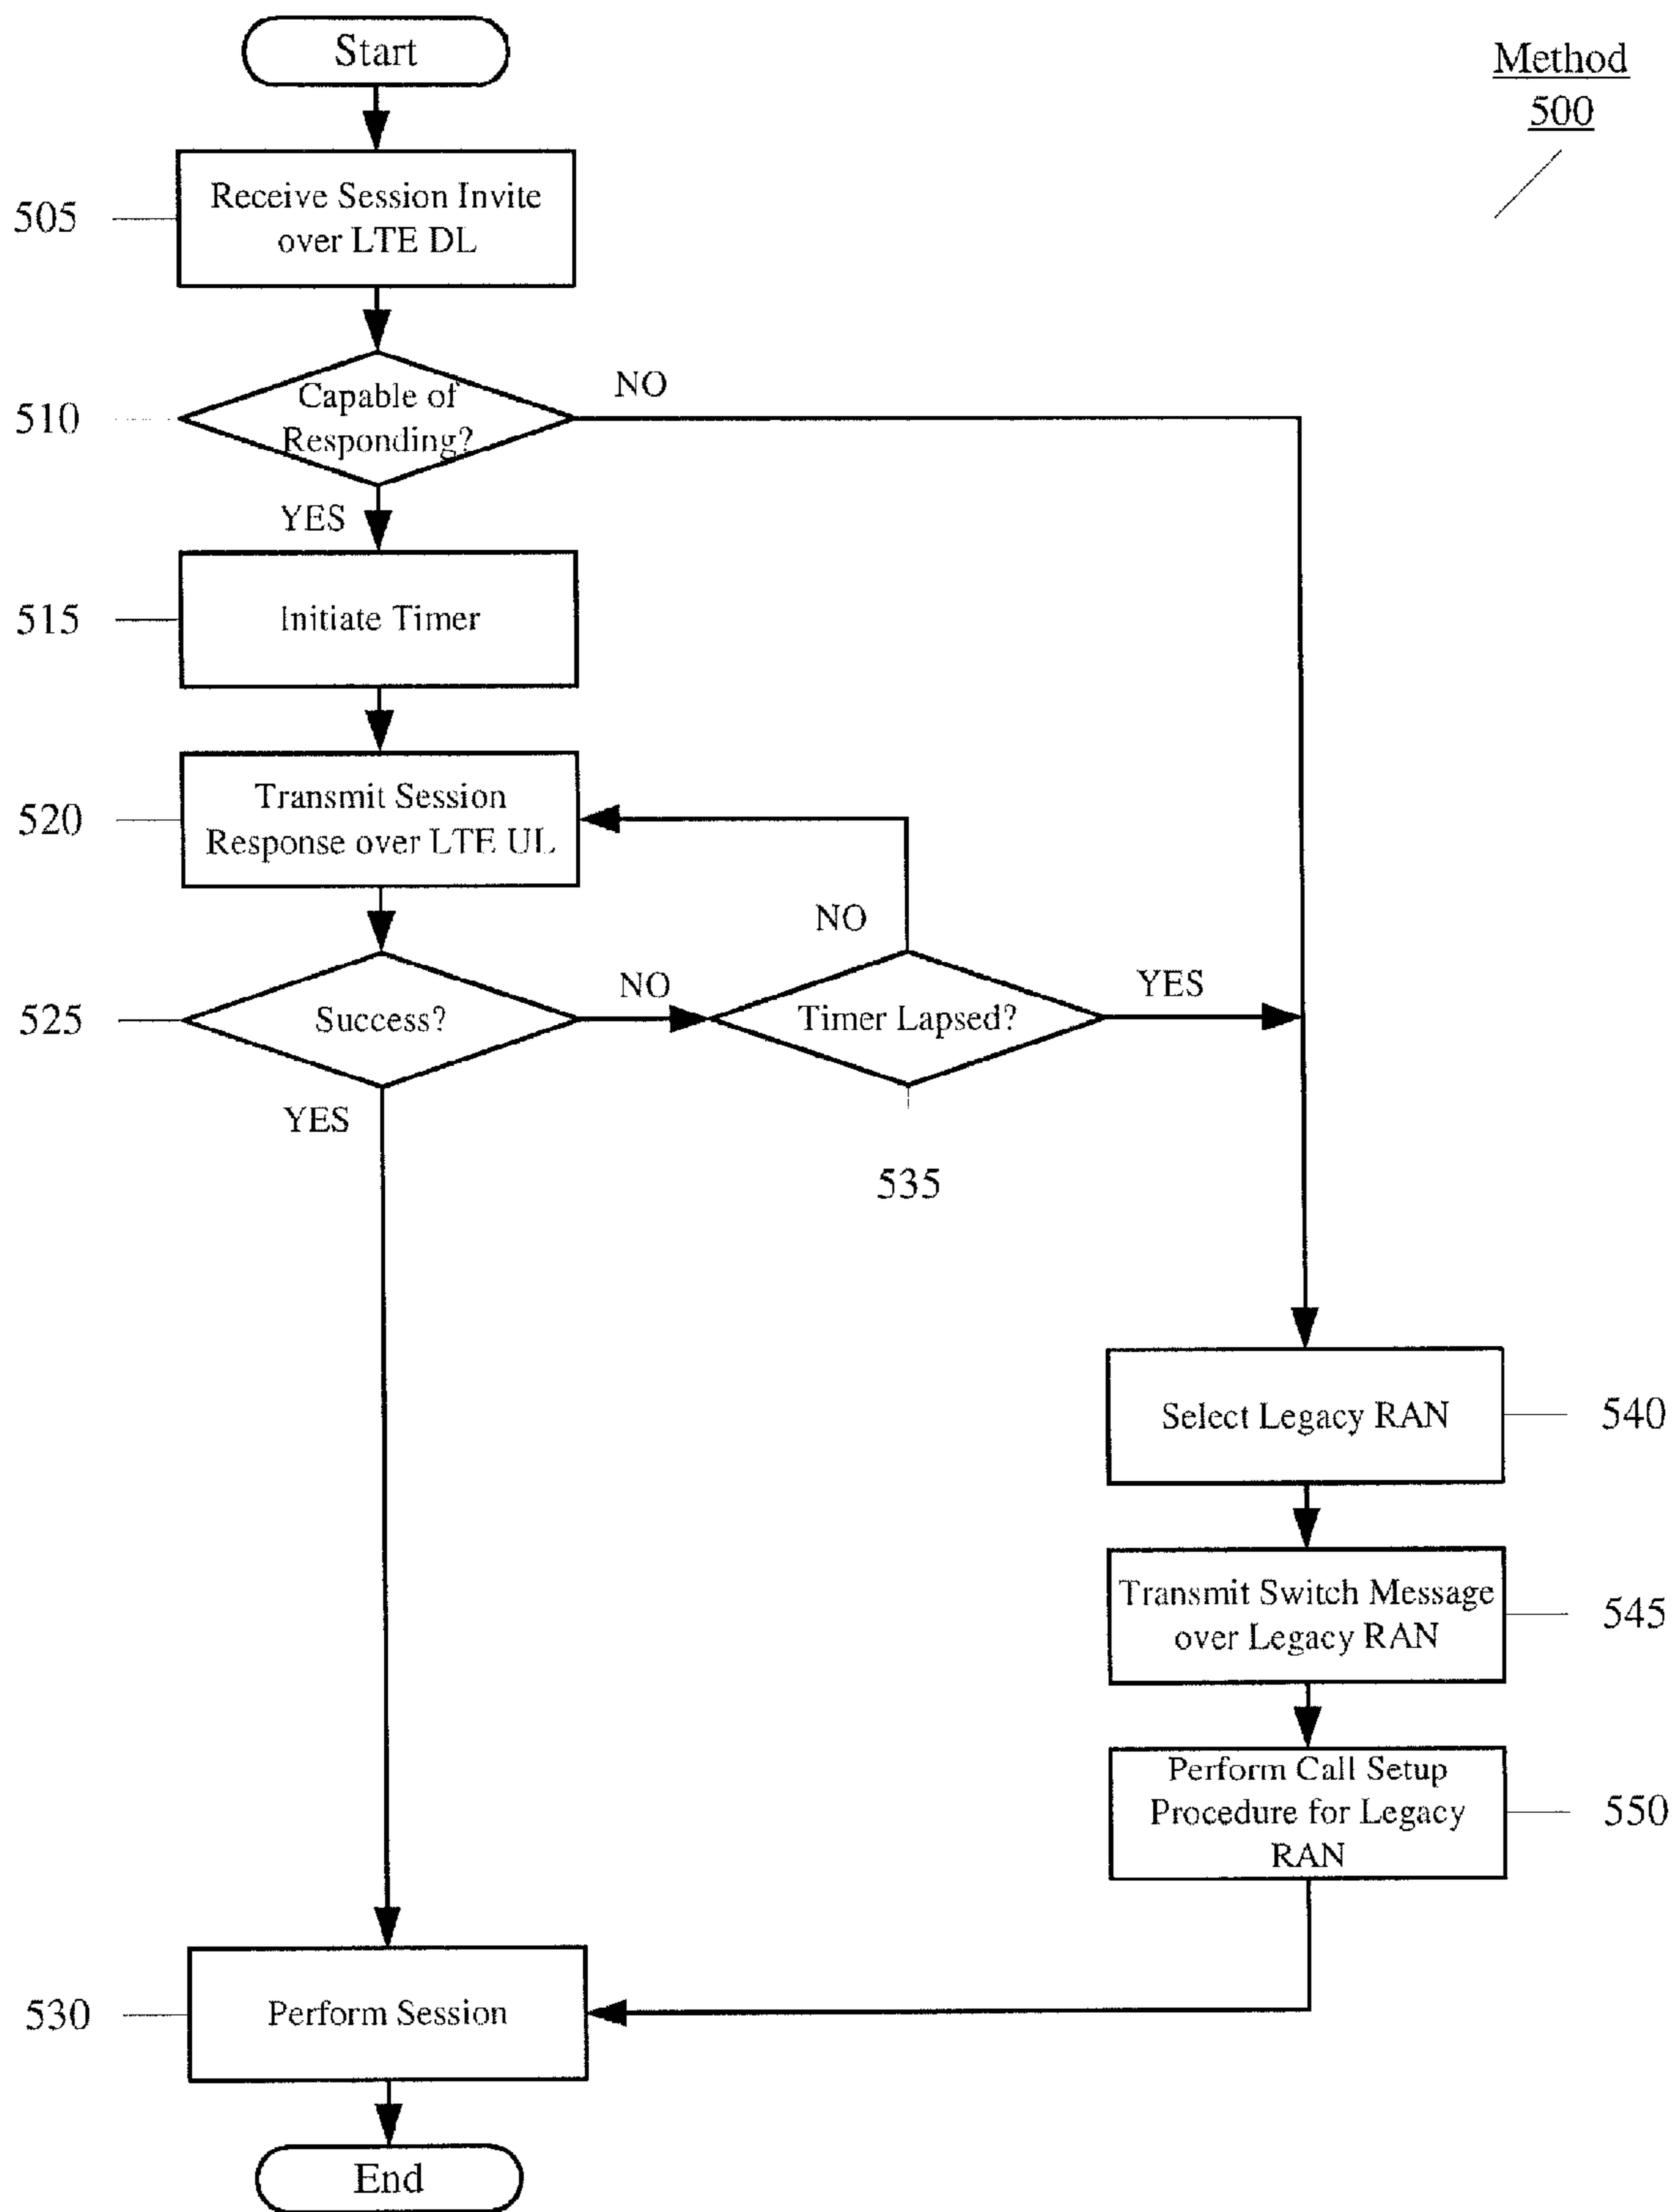 Start
Method
500
505
Receive Session Invite
over LTE DL
510
Capable of
Responding?
NO
YES
515
Initiate Timer
520
Transmit Session
Response over LTE UL
NO
525
Success?
NO
Timer Lapsed?
YES
YES
535
Select Legacy RAN
540
Transmit Switch Message
over Legacy RAN
545
Perform Call Setup
Procedure for Legacy
RAN
550
530
Perform Session
End